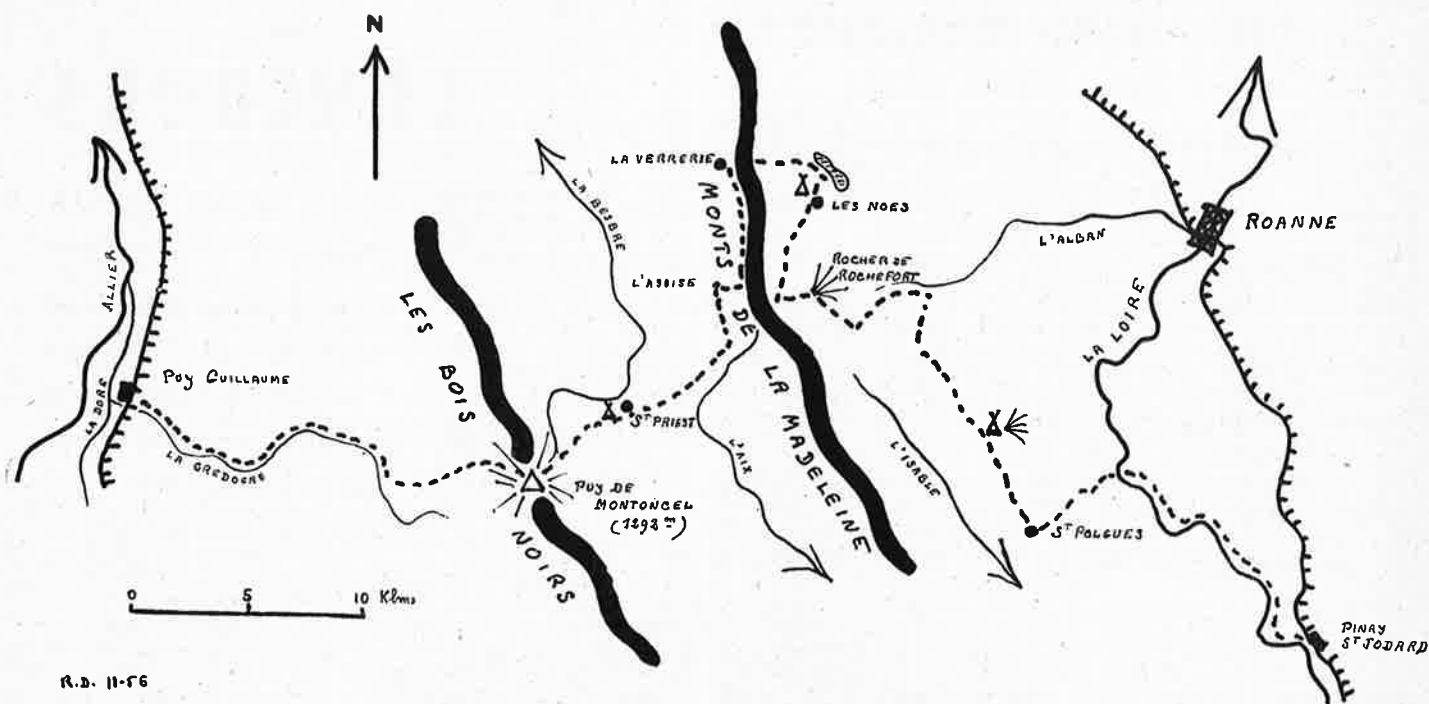 N
LA VERRERIE
LES NOES
ROANNE
L'ALBAN
ROCHER DE
ROCHEFORT
LA BESBRE
L'ASSISE
MONTS DE
LA MADELEINE
ALLIER
LA DORE
PUY GUILLAUME
LA CREDOGNE
LES BOIS
NOIRS
ST PRIEST
PUY DE
MONTONCEL
(1292 m)
L'AIX
L'ISABLE
LA LOIRE
ST POLGUES
PINAY
ST JODARD
0 5 10 Klms
R.D. 11-56